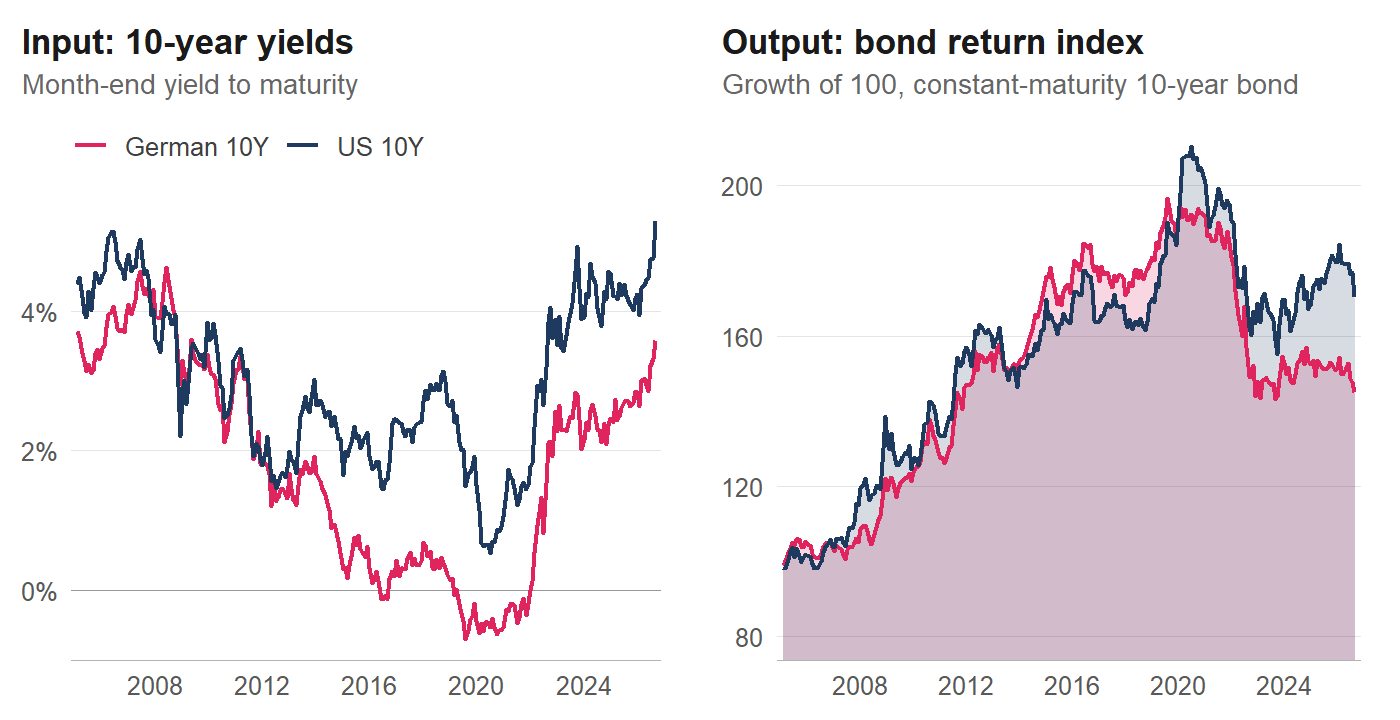 Input: 10-year yields
Month-end yield to maturity
German 10Y US 10Y
4%
2%
0%
2008 2012 2016 2020 2024
Output: bond return index
Growth of 100, constant-maturity 10-year bond
200
160
120
80
2008 2012 2016 2020 2024